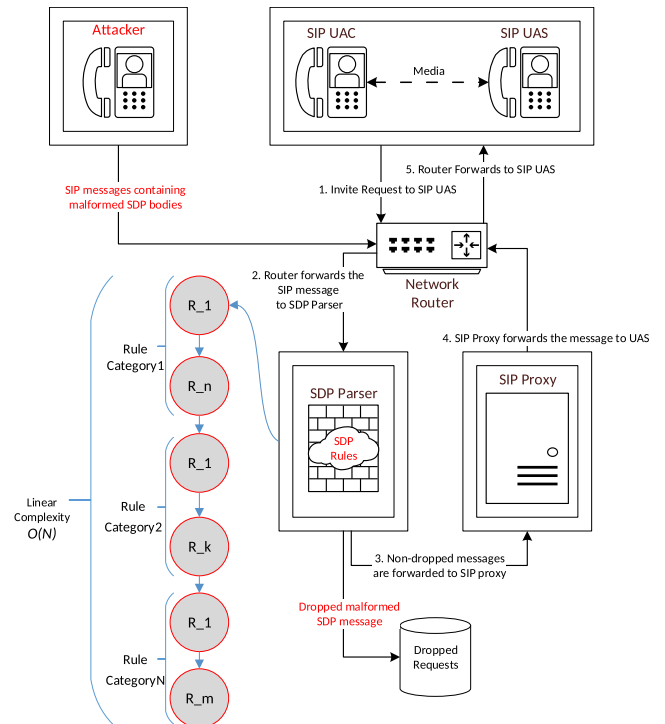 Attacker
SIP UAC
SIP UAS
Media
5. Router Forwards to SIP UAS
SIP messages containing
malformed SDP bodies
1. Invite Request to SIP UAS
2. Router forwards the
SIP message
to SDP Parser
Network
Router
R_1
4. SIP Proxy forwards the message to UAS
Rule
Category1
R_n
SDP Parser
SIP Proxy
SDP
Rules
R_1
Linear
Complexity
O(N)
Rule
Category2
R_k
3. Non-dropped messages
are forwarded to SIP proxy
Dropped malformed
SDP message
R_1
Dropped
Requests
Rule
CategoryN
R_m